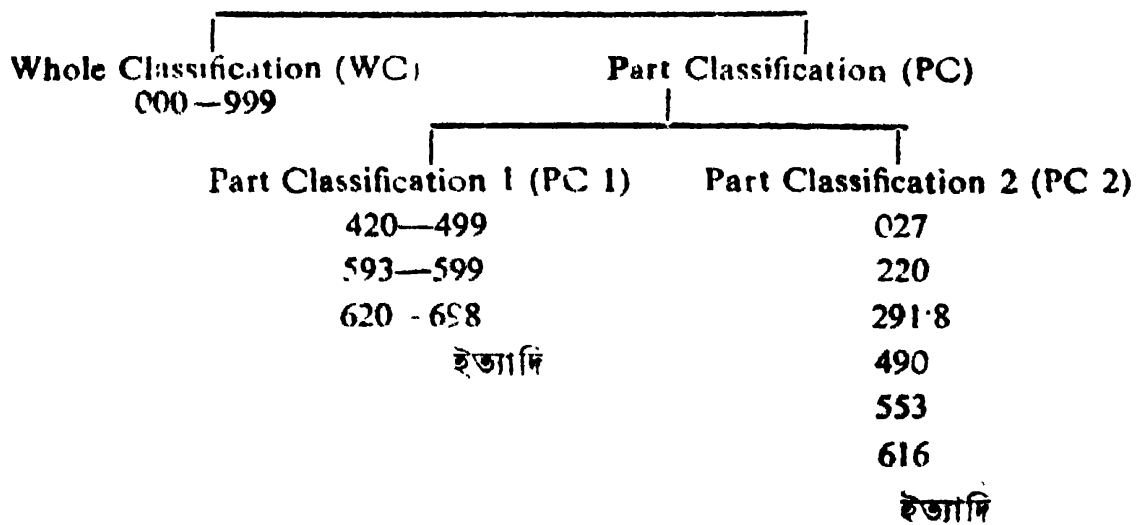 Whole Classification (WC) Part Classification (PC)
000—999
Part Classification 1 (PC 1) Part Classification 2 (PC 2)
420—499 027
593—599 220
620 - 698 291·8
ইত্যাদি 490
553
616
ইত্যাদি